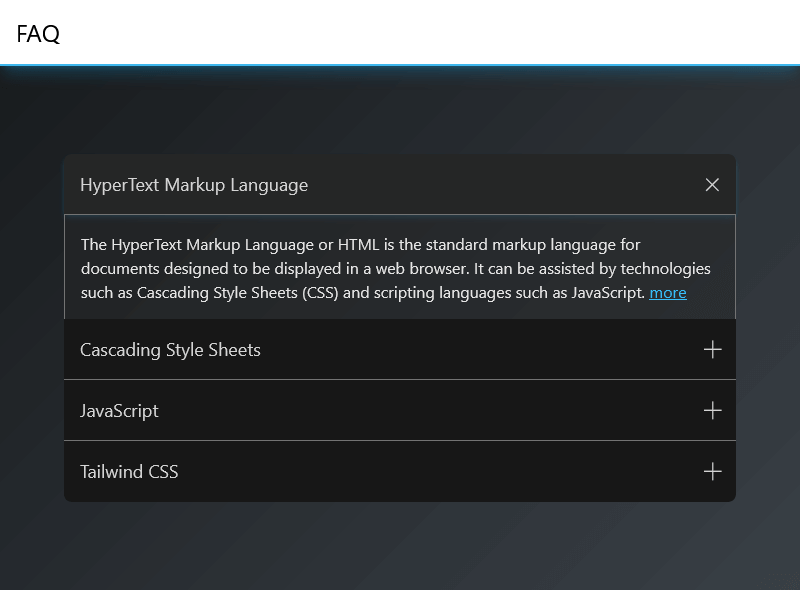 FAQ
HyperText Markup Language
The HyperText Markup Language or HTML is the standard markup language for
documents designed to be displayed in a web browser. It can be assisted by technologies
such as Cascading Style Sheets (CSS) and scripting languages such as JavaScript. more
Cascading Style Sheets
JavaScript
Tailwind CSS